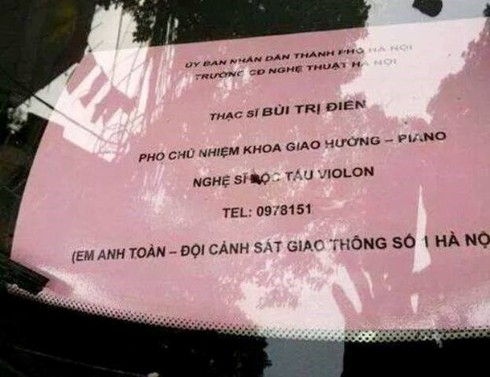 ỦY BAN NHÂN DÂN THÀNH PHỐ HÀ NỘI
TRƯỜNG CĐ NGHỆ THUẬT HÀ NỘI
THẠC SĨ BÙI TRỊ ĐIỀN
PHÓ CHỦ NHIỆM KHOA GIAO HƯỞNG – PIANO
NGHỆ SĨ ĐỘC TẤU VIOLON
TEL: 0978151
(EM ANH TOÀN – ĐỘI CẢNH SÁT GIAO THÔNG SỐ 1 HÀ NỘ